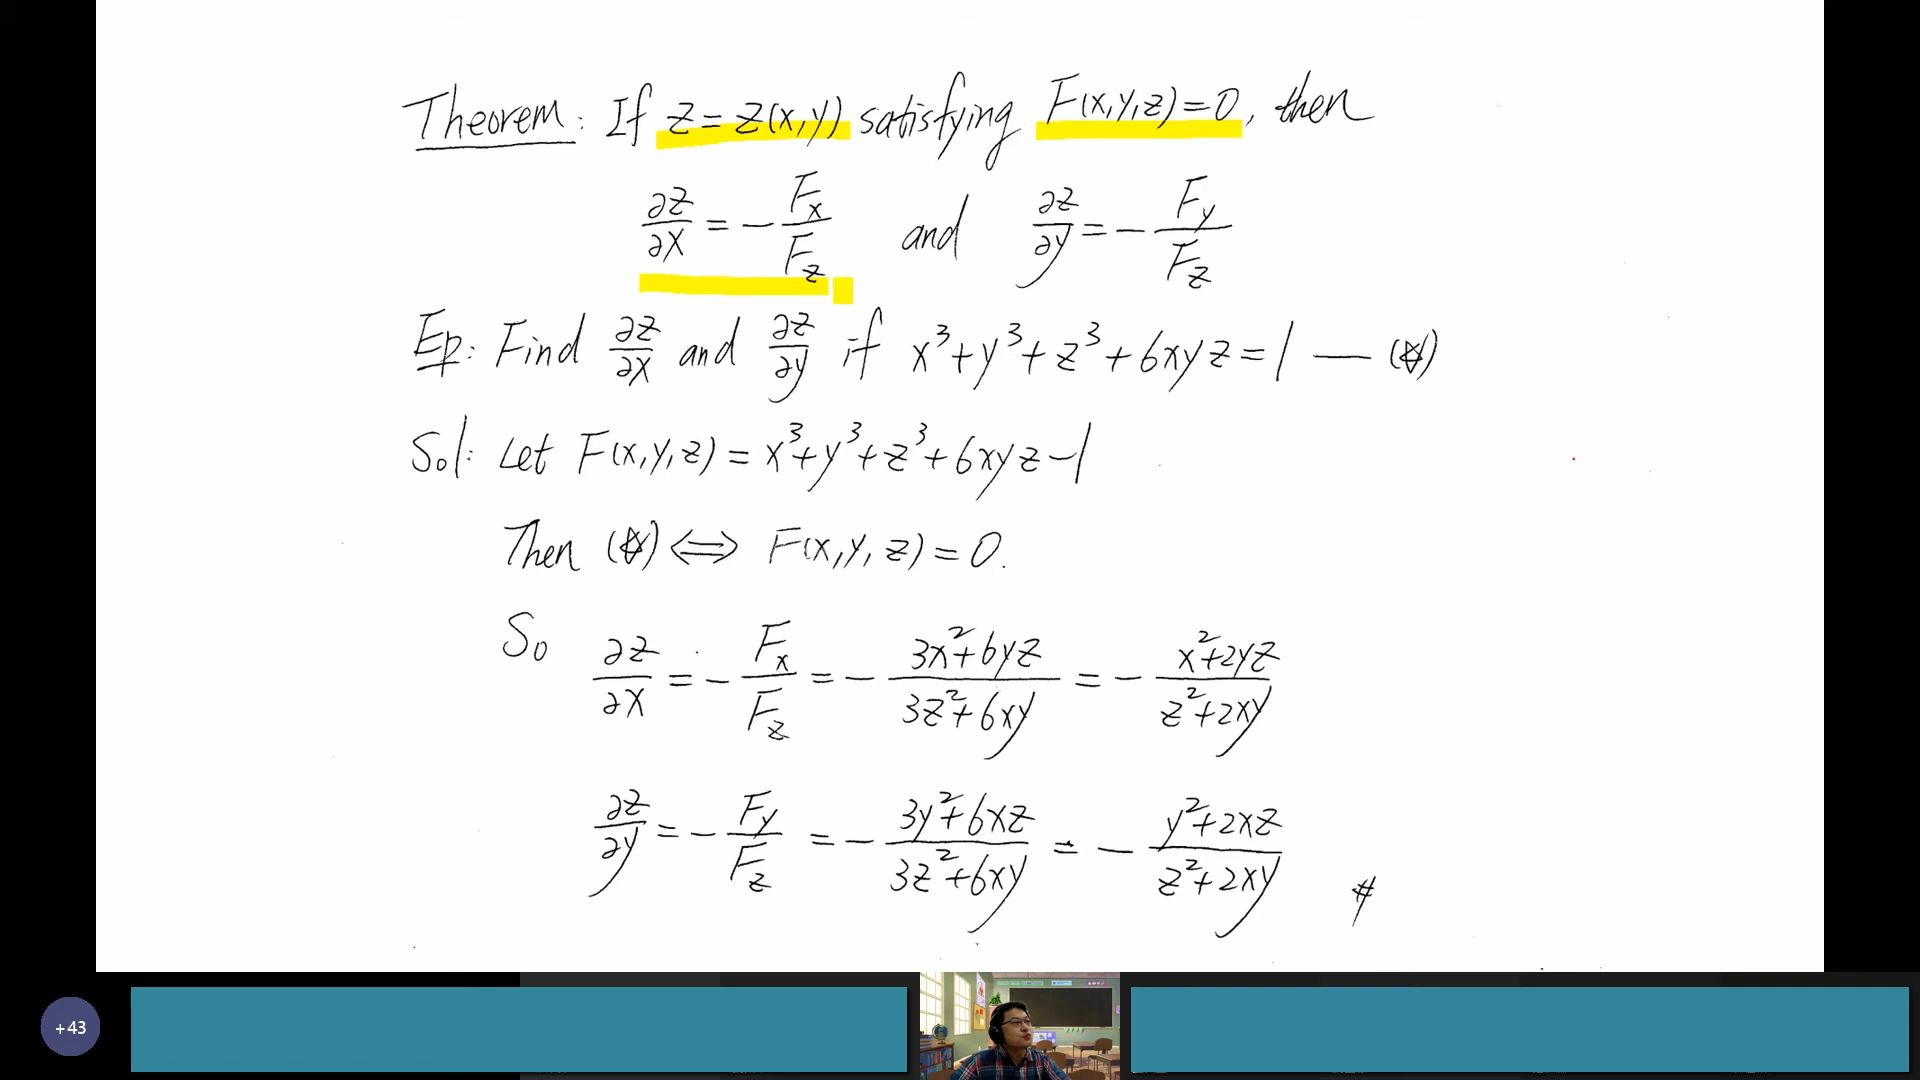 Theorem: If z = z(x,y) satisfying F(x,y,z)=0, then
∂z/∂x = - Fx/Fz and ∂z/∂y = - Fy/Fz
Ep: Find ∂z/∂x and ∂z/∂y if x³+y³+z³+6xyz=1 — (☆)
Sol: Let F(x,y,z) = x³+y³+z³+6xyz-1
Then (☆) ⟺ F(x,y,z)=0.
So ∂z/∂x = - Fx/Fz = - (3x²+6yz)/(3z²+6xy) = - (x²+2yz)/(z²+2xy)
∂z/∂y = - Fy/Fz = - (3y²+6xz)/(3z²+6xy) = - (y²+2xz)/(z²+2xy) #
+43